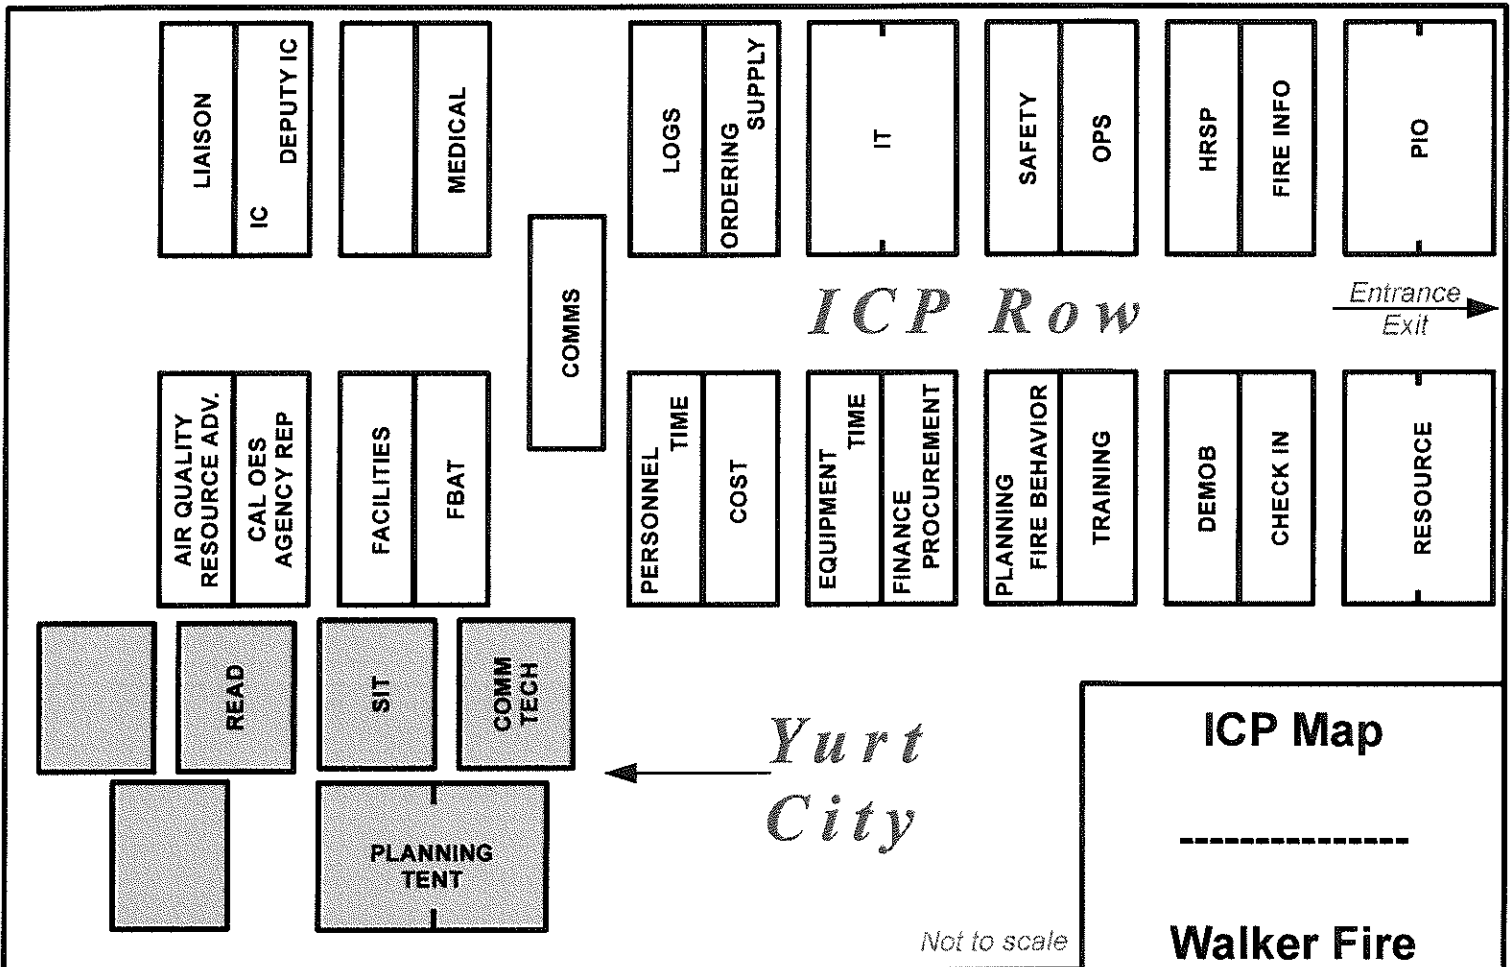 LIAISON
IC
DEPUTY IC
MEDICAL
LOGS
ORDERING
SUPPLY
IT
SAFETY
OPS
HRSP
FIRE INFO
PIO
COMMS
ICP Row
Entrance
Exit
AIR QUALITY
RESOURCE ADV.
CAL OES
AGENCY REP
FACILITIES
FBAT
PERSONNEL
TIME
COST
EQUIPMENT
TIME
FINANCE
PROCUREMENT
PLANNING
FIRE BEHAVIOR
TRAINING
DEMOB
CHECK IN
RESOURCE
READ
SIT
COMM
TECH
Yurt
City
PLANNING
TENT
ICP Map
---------------
Walker Fire
Not to scale